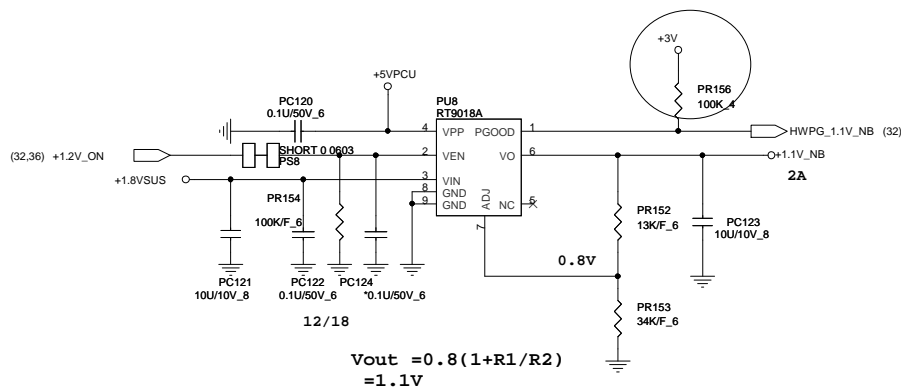 +3V
+5VPCU
PR156
100K_4
PC120
0.1U/50V_6
PU8
RT9018A
4
VPP
PGOOD
1
HWPG_1.1V_NB
(32)
(32,36)
+1.2V_ON
SHORT 0 0603
PS8
2
VEN
VO
6
+1.1V_NB
2A
+1.8VSUS
3
VIN
8
GND
9
GND
ADJ
NC
5
7
PR154
100K/F_6
PR152
13K/F_6
PC123
10U/10V_8
0.8V
PC121
10U/10V_8
PC122
0.1U/50V_6
PC124
*0.1U/50V_6
PR153
34K/F_6
12/18
Vout =0.8(1+R1/R2)
=1.1V